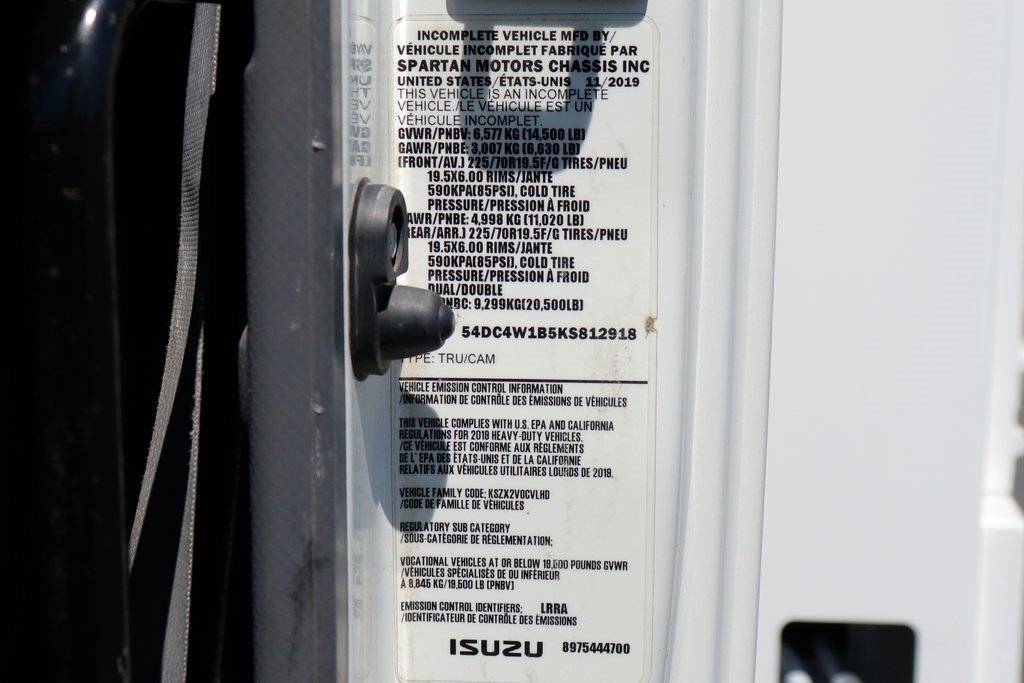 INCOMPLETE VEHICLE MFD BY/
VÉHICULE INCOMPLET FABRIQUÉ PAR
SPARTAN MOTORS CHASSIS INC
UNITED STATES/ÉTATS-UNIS 11/2019
THIS VEHICLE IS AN INCOMPLETE
VEHICLE./LE VÉHICULE EST UN
VÉHICULE INCOMPLET.
GVWR/PNBV: 6,577 KG (14,500 LB)
GAWR/PNBE: 3,007 KG (6,630 LB)
(FRONT/AV.) 225/70R19.5F/G TIRES/PNEU
19.5X6.00 RIMS/JANTE
590KPA(85PSI), COLD TIRE
PRESSURE/PRESSION À FROID
AWR/PNBE: 4,998 KG (11,020 LB)
EAR/ARR.) 225/70R19.5F/G TIRES/PNEU
19.5X6.00 RIMS/JANTE
590KPA(85PSI), COLD TIRE
PRESSURE/PRESSION À FROID
DUAL/DOUBLE
NBC: 9,299KG(20,500LB)
54DC4W1B5KS812918
TYPE: TRU/CAM
VEHICLE EMISSION CONTROL INFORMATION
/INFORMATION DE CONTRÔLE DES ÉMISSIONS DE VÉHICULES
THIS VEHICLE COMPLIES WITH U.S. EPA AND CALIFORNIA
REGULATIONS FOR 2019 HEAVY-DUTY VEHICLES.
/CE VÉHICULE EST CONFORME AUX RÈGLEMENTS
DE L' EPA DES ÉTATS-UNIS ET DE LA CALIFORNIE
RELATIFS AUX VÉHICULES UTILITAIRES LOURDS DE 2019.
VEHICLE FAMILY CODE: KSZX2VOCVLHD
/CODE DE FAMILLE DE VÉHICULES
REGULATORY SUB CATEGORY
/SOUS-CATÉGORIE DE RÈGLEMENTATION:
VOCATIONAL VEHICLES AT OR BELOW 19,500 POUNDS GVWR
/VÉHICULES SPÉCIALISÉS DE OU INFÉRIEUR
À 8,845 KG/19,500 LB (PNBV)
EMISSION CONTROL IDENTIFIERS: LRRA
/IDENTIFICATEUR DE CONTRÔLE DES ÉMISSIONS
ISUZU 8975444700